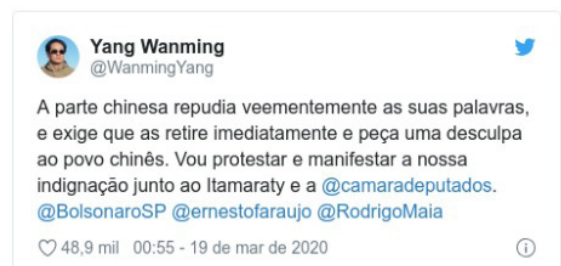 Yang Wanming
@WanmingYang
A parte chinesa repudia veementemente as suas palavras,
e exige que as retire imediatamente e peça uma desculpa
ao povo chinês. Vou protestar e manifestar a nossa
indignação junto ao Itamaraty e a @camaradeputados.
@BolsonaroSP @ernestofaraujo @RodrigoMaia
48,9 mil 00:55 - 19 de mar de 2020